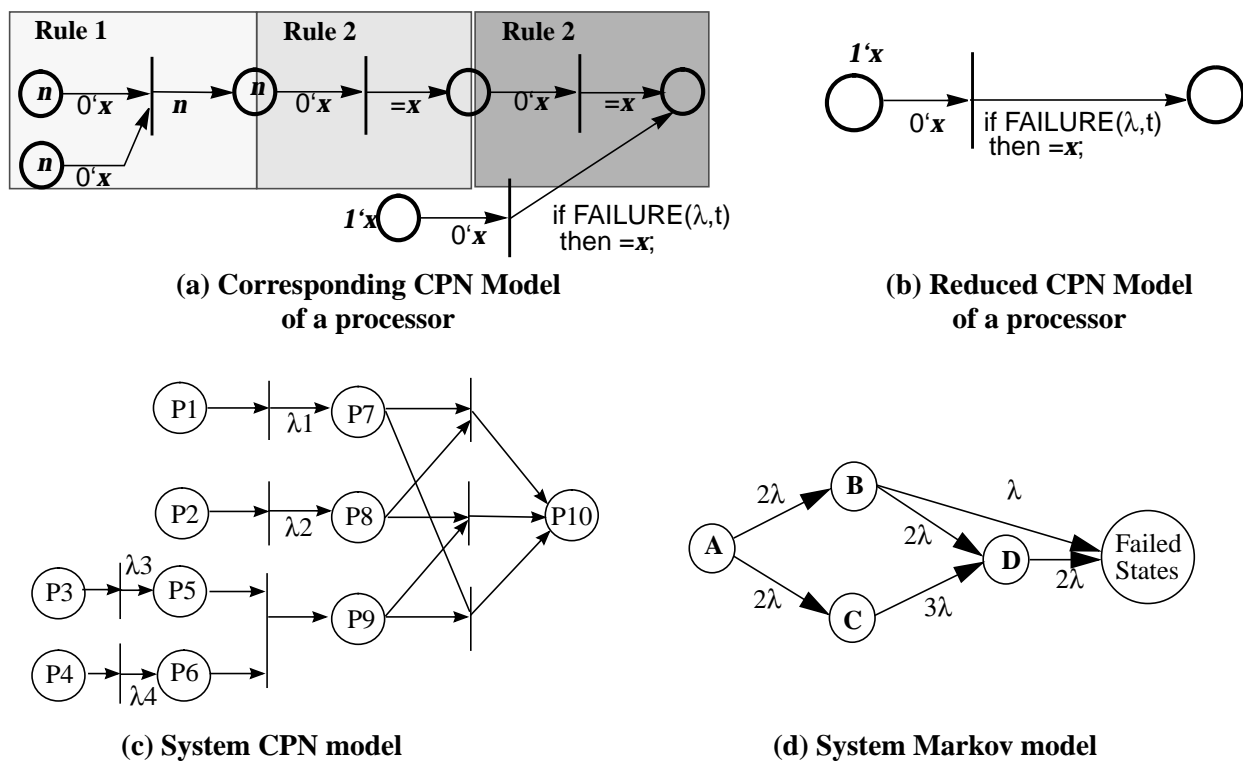 Rule 1
Rule 2
Rule 2
n
0‘x
n
n
0‘x
=x
0‘x
=x
n
0‘x
1‘x
0‘x
if FAILURE(λ,t)
then =x;
(a) Corresponding CPN Model
of a processor
1‘x
0‘x
if FAILURE(λ,t)
then =x;
(b) Reduced CPN Model
of a processor
P1
λ1
P7
P2
λ2
P8
P10
P3
λ3
P5
P9
P4
λ4
P6
(c) System CPN model
A
2λ
B
λ
2λ
D
2λ
Failed
States
2λ
C
3λ
(d) System Markov model